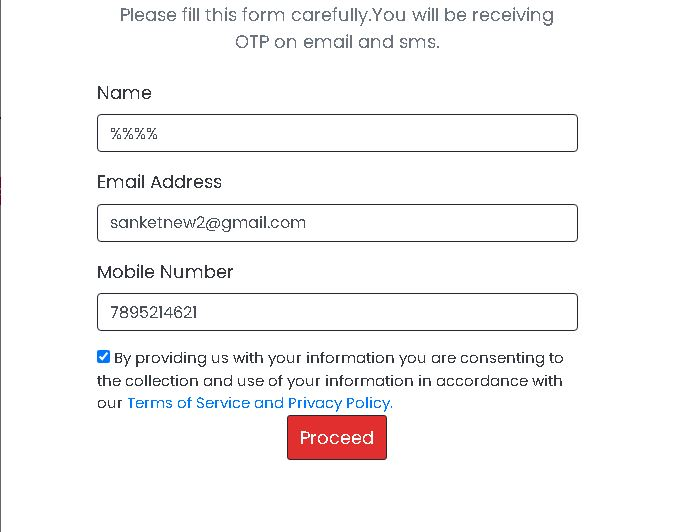 Please fill this form carefully.You will be receiving
OTP on email and sms.
Name
%%%%
Email Address
sanketnew2@gmail.com
Mobile Number
7895214621
By providing us with your information you are consenting to
the collection and use of your information in accordance with
our Terms of Service and Privacy Policy.
Proceed